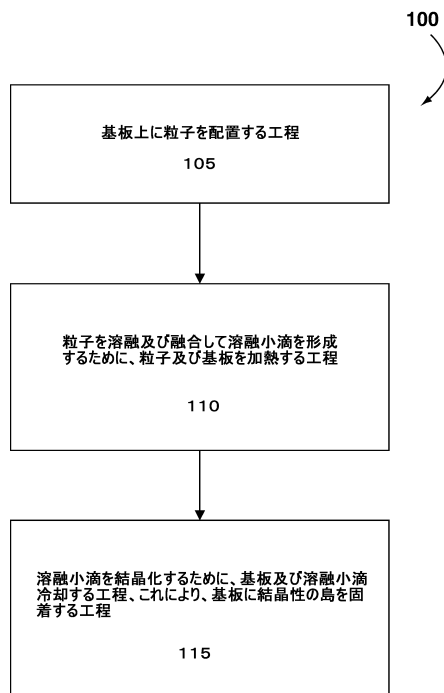 100
基板上に粒子を配置する工程
105
粒子を溶融及び融合して溶融小滴を形成
するために、粒子及び基板を加熱する工程
110
溶融小滴を結晶化するために、基板及び溶融小滴
冷却する工程、これにより、基板に結晶性の島を固
着する工程
115